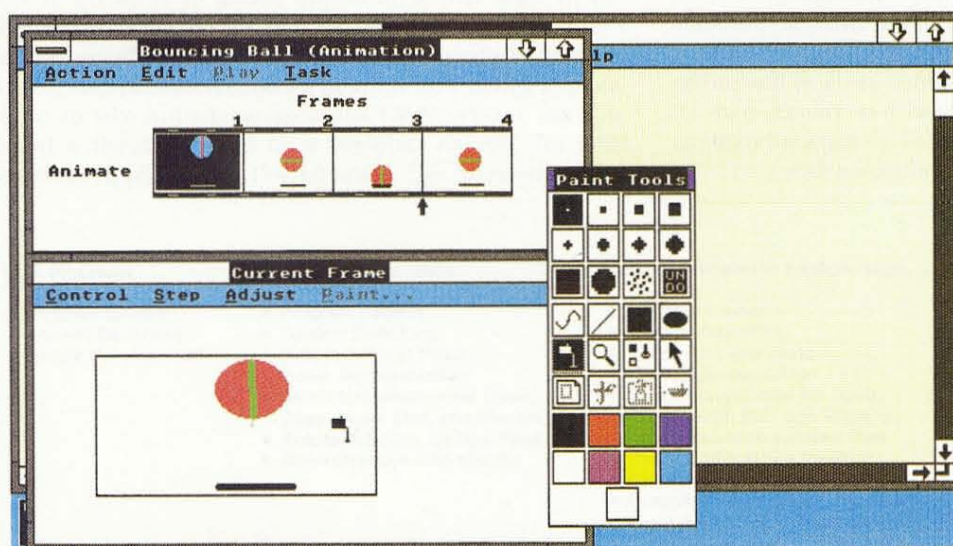 Bouncing Ball (Animation)
lp
Action Edit Play Task
Frames
1 2 3 4
Animate
Paint Tools
UN
DO
Current Frame
Control Step Adjust Paint...